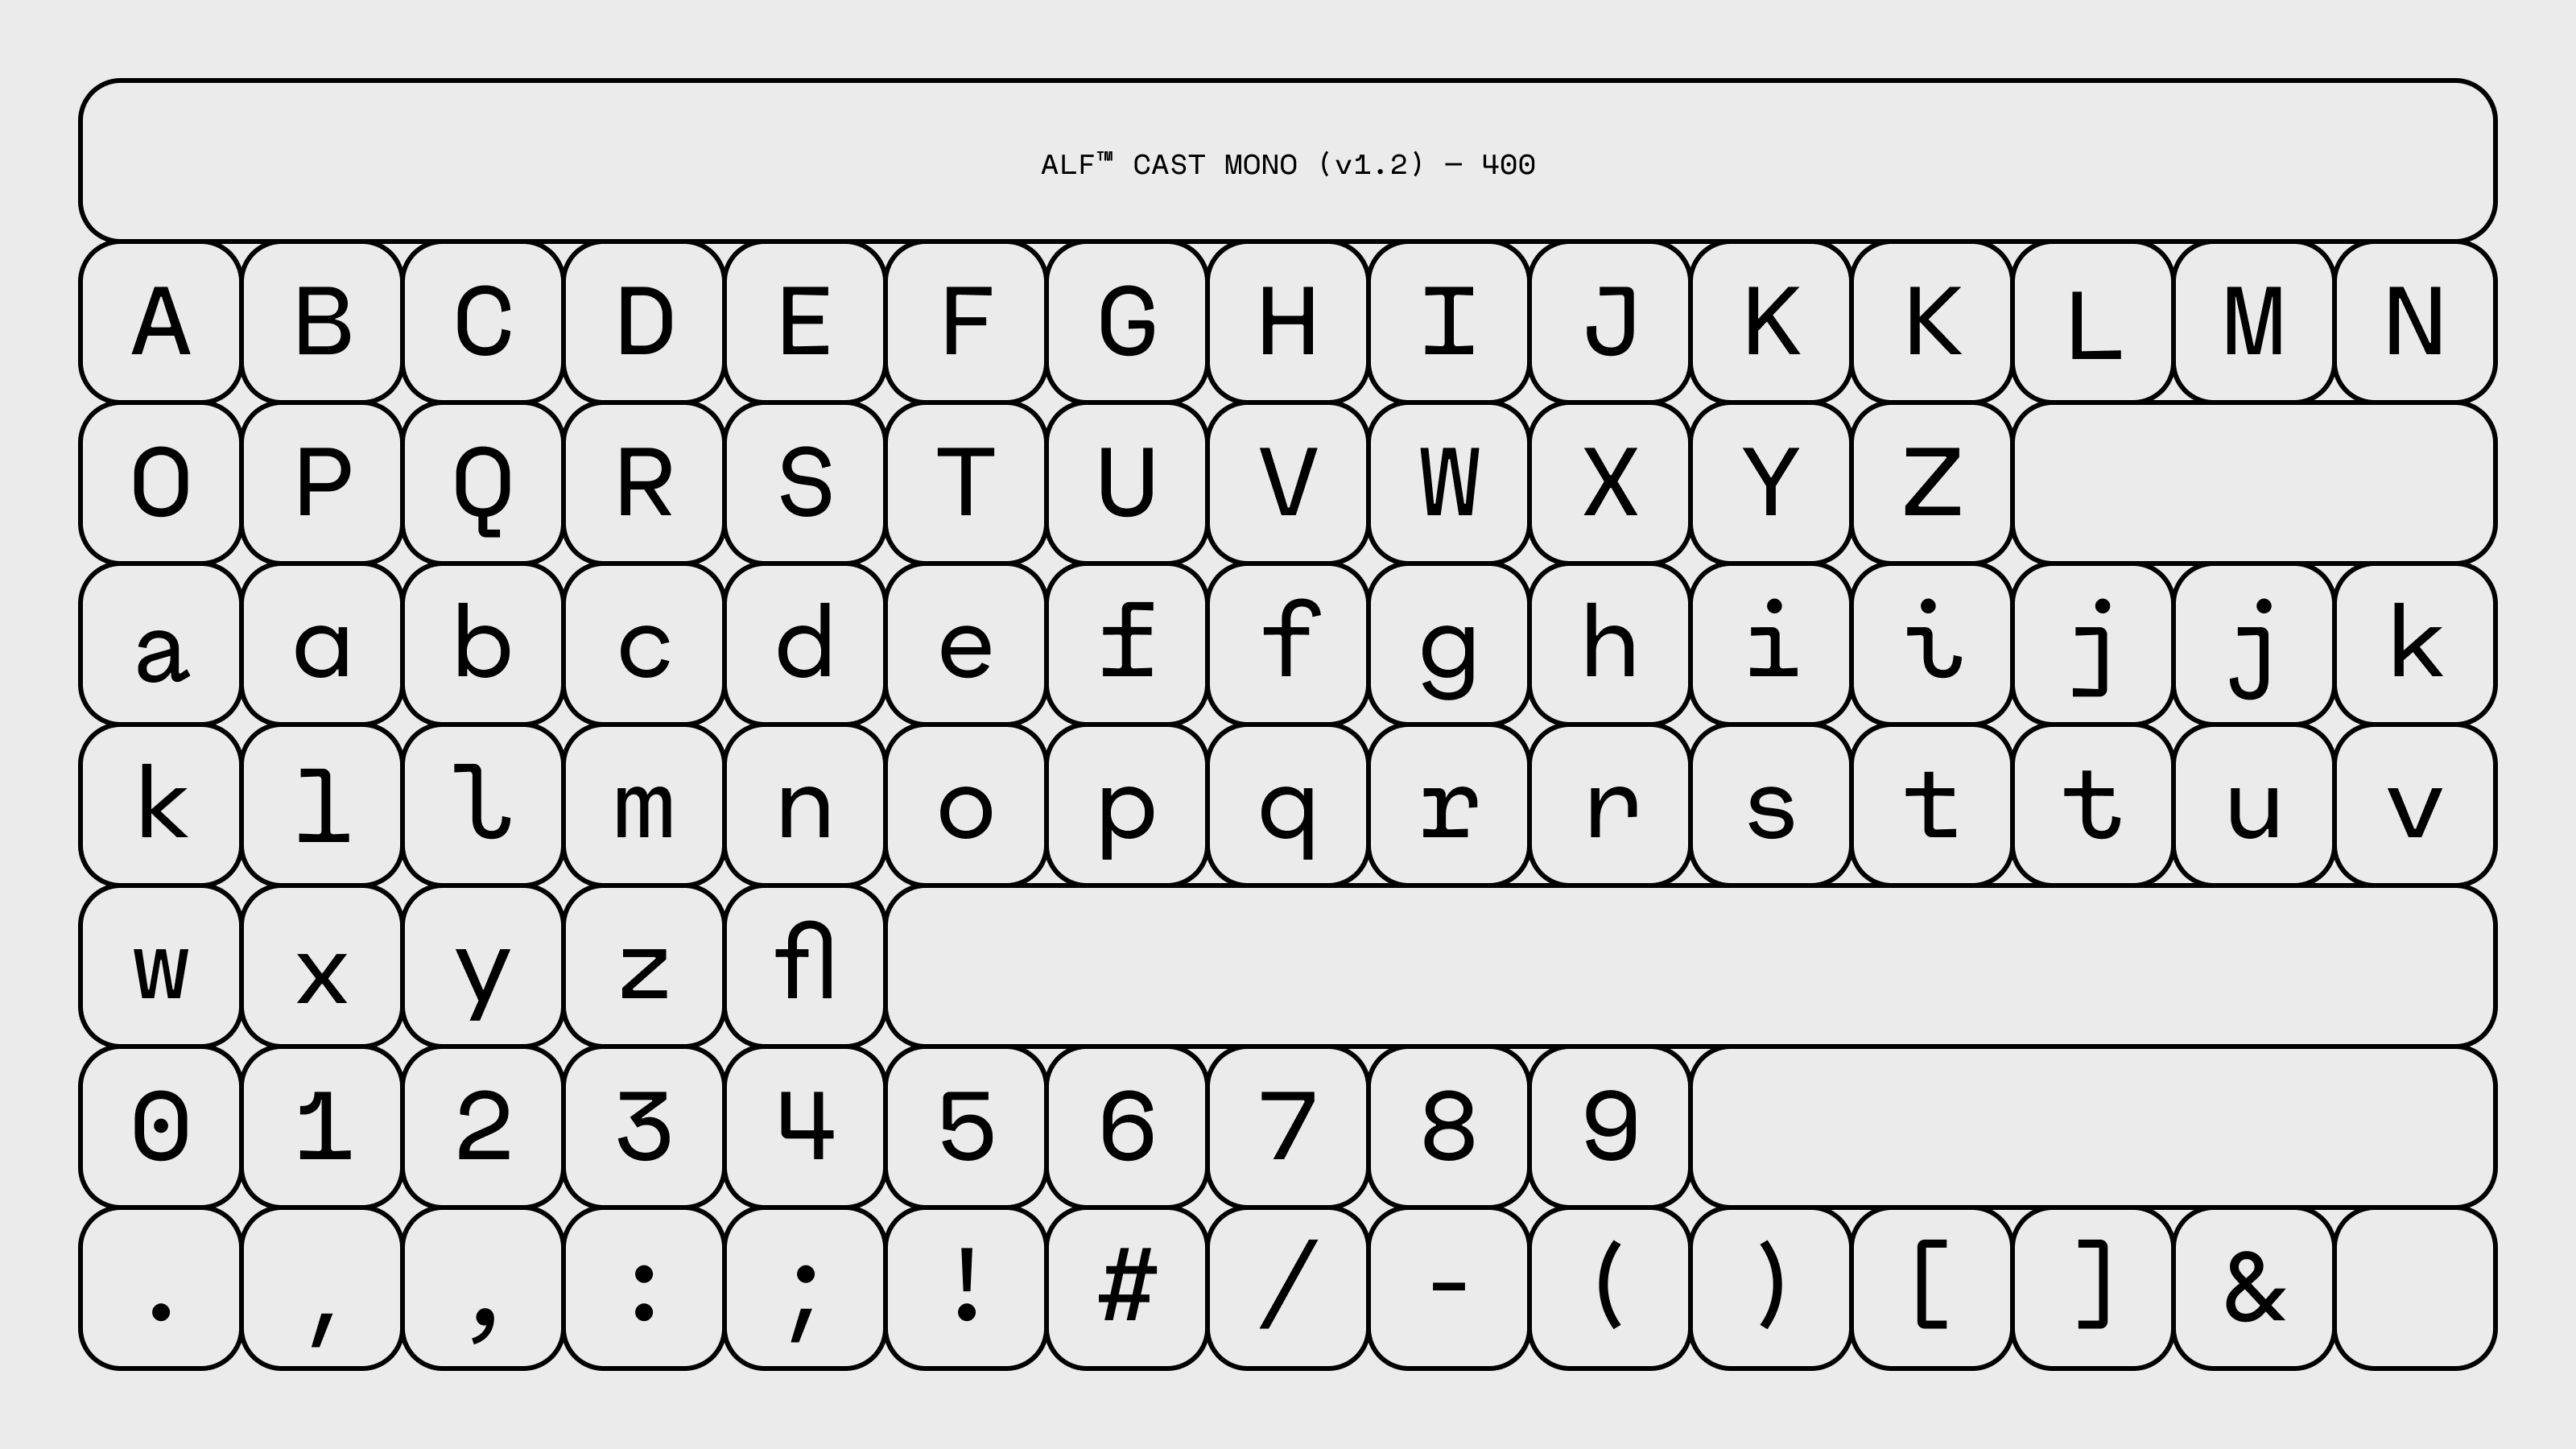 ALF™ CAST MONO (v1.2) — 400
A B C D E F G H I J K K L M N
O P Q R S T U V W X Y Z
a a b c d e f f g h i i j j k
k l l m n o p q r r s t t u v
w x y z ﬂ
0 1 2 3 4 5 6 7 8 9
. , , : ; ! # / - ( ) [ ] &